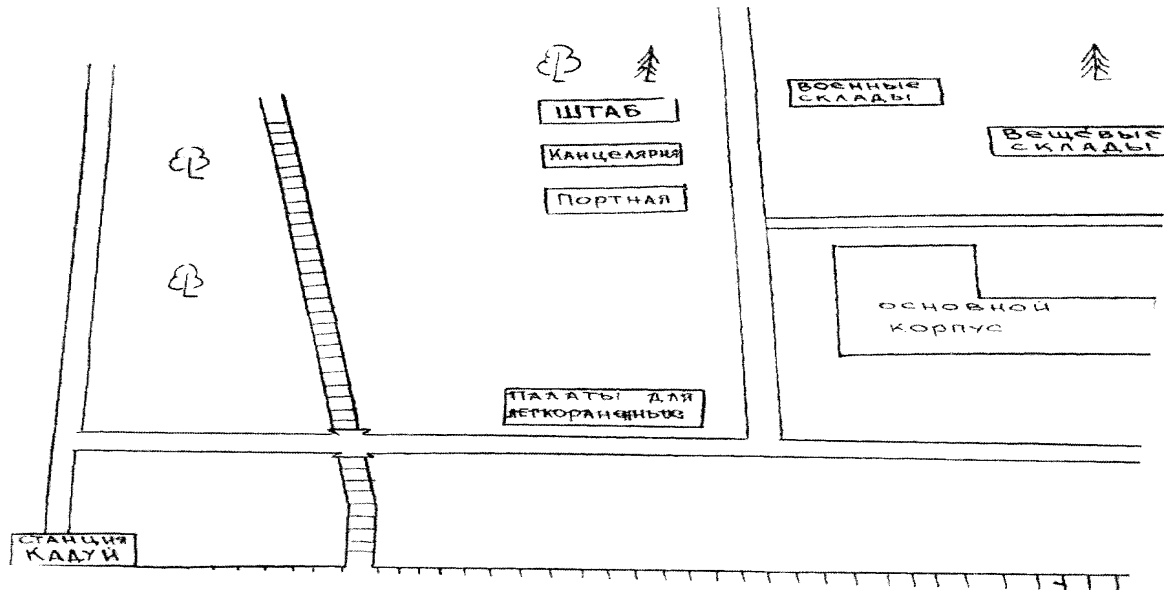 ВОЕННЫЕ
СКЛАДЫ
ШТАБ
ВЕЩЕВЫЕ
СКЛАДЫ
КАНЦЕЛЯРИЯ
ПОРТНАЯ
ОСНОВНОЙ
КОРПУС
ПАЛАТЫ ДЛЯ
ЛЕГКОРАНЕННЫХ
СТАНЦИЯ
КАДУЙ